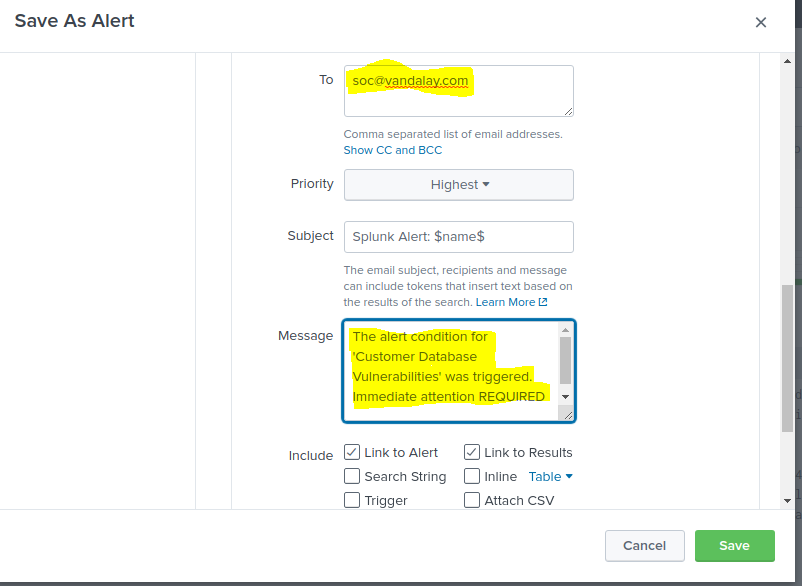 Save As Alert
To
soc@vandalay.com
Comma separated list of email addresses.
Show CC and BCC
Priority
Highest
Subject
Splunk Alert: $name$
The email subject, recipients and message
can include tokens that insert text based on
the results of the search. Learn More
Message
The alert condition for
'Customer Database
Vulnerabilities' was triggered.
Immediate attention REQUIRED
Include
Link to Alert
Link to Results
Search String
Inline Table
Trigger
Attach CSV
Cancel
Save